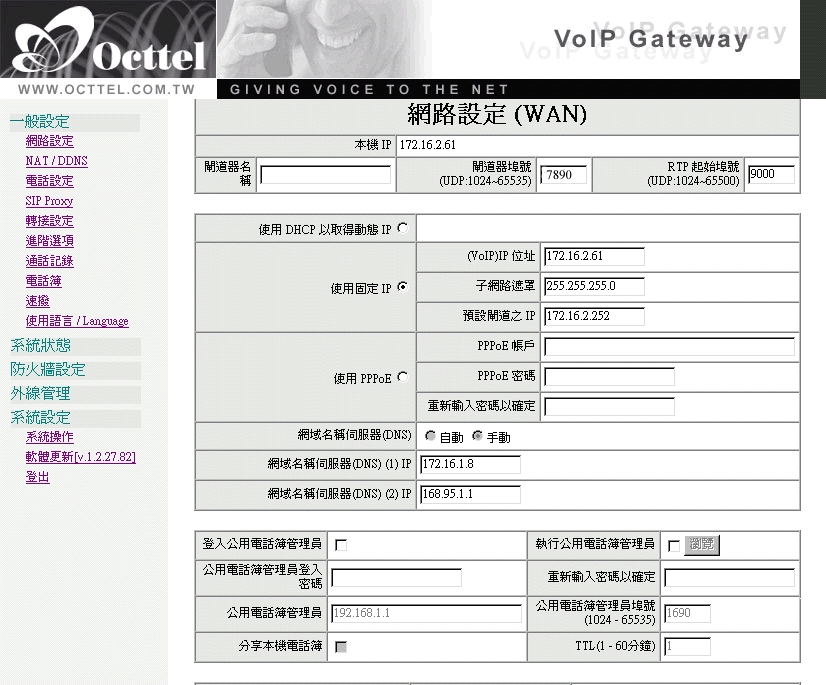 Octtel
VoIP Gateway
WWW.OCTTEL.COM.TW
GIVING VOICE TO THE NET
一般設定
網路設定
NAT / DDNS
電話設定
SIP Proxy
轉接設定
進階選項
通話記錄
電話簿
速撥
使用語言 / Language
系統狀態
防火牆設定
外線管理
系統設定
系統操作
軟體更新[v.1.2.27.82]
登出
網路設定 (WAN)
本機 IP 172.16.2.61
閘道器名稱
閘道器埠號 (UDP:1024~65535) 7890
RTP 起始埠號 (UDP:1024~65500) 9000
使用 DHCP 以取得動態 IP
使用固定 IP
(VoIP)IP 位址 172.16.2.61
子網路遮罩 255.255.255.0
預設閘道之 IP 172.16.2.252
使用 PPPoE
PPPoE 帳戶
PPPoE 密碼
重新輸入密碼以確定
網域名稱伺服器(DNS) 自動 手動
網域名稱伺服器(DNS) (1) IP 172.16.1.8
網域名稱伺服器(DNS) (2) IP 168.95.1.1
登入公用電話簿管理員
執行公用電話簿管理員 瀏覽
公用電話簿管理員登入密碼
重新輸入密碼以確定
公用電話簿管理員 192.168.1.1
公用電話簿管理員埠號 (1024 - 65535) 1690
分享本機電話簿
TTL(1 - 60分鐘) 1